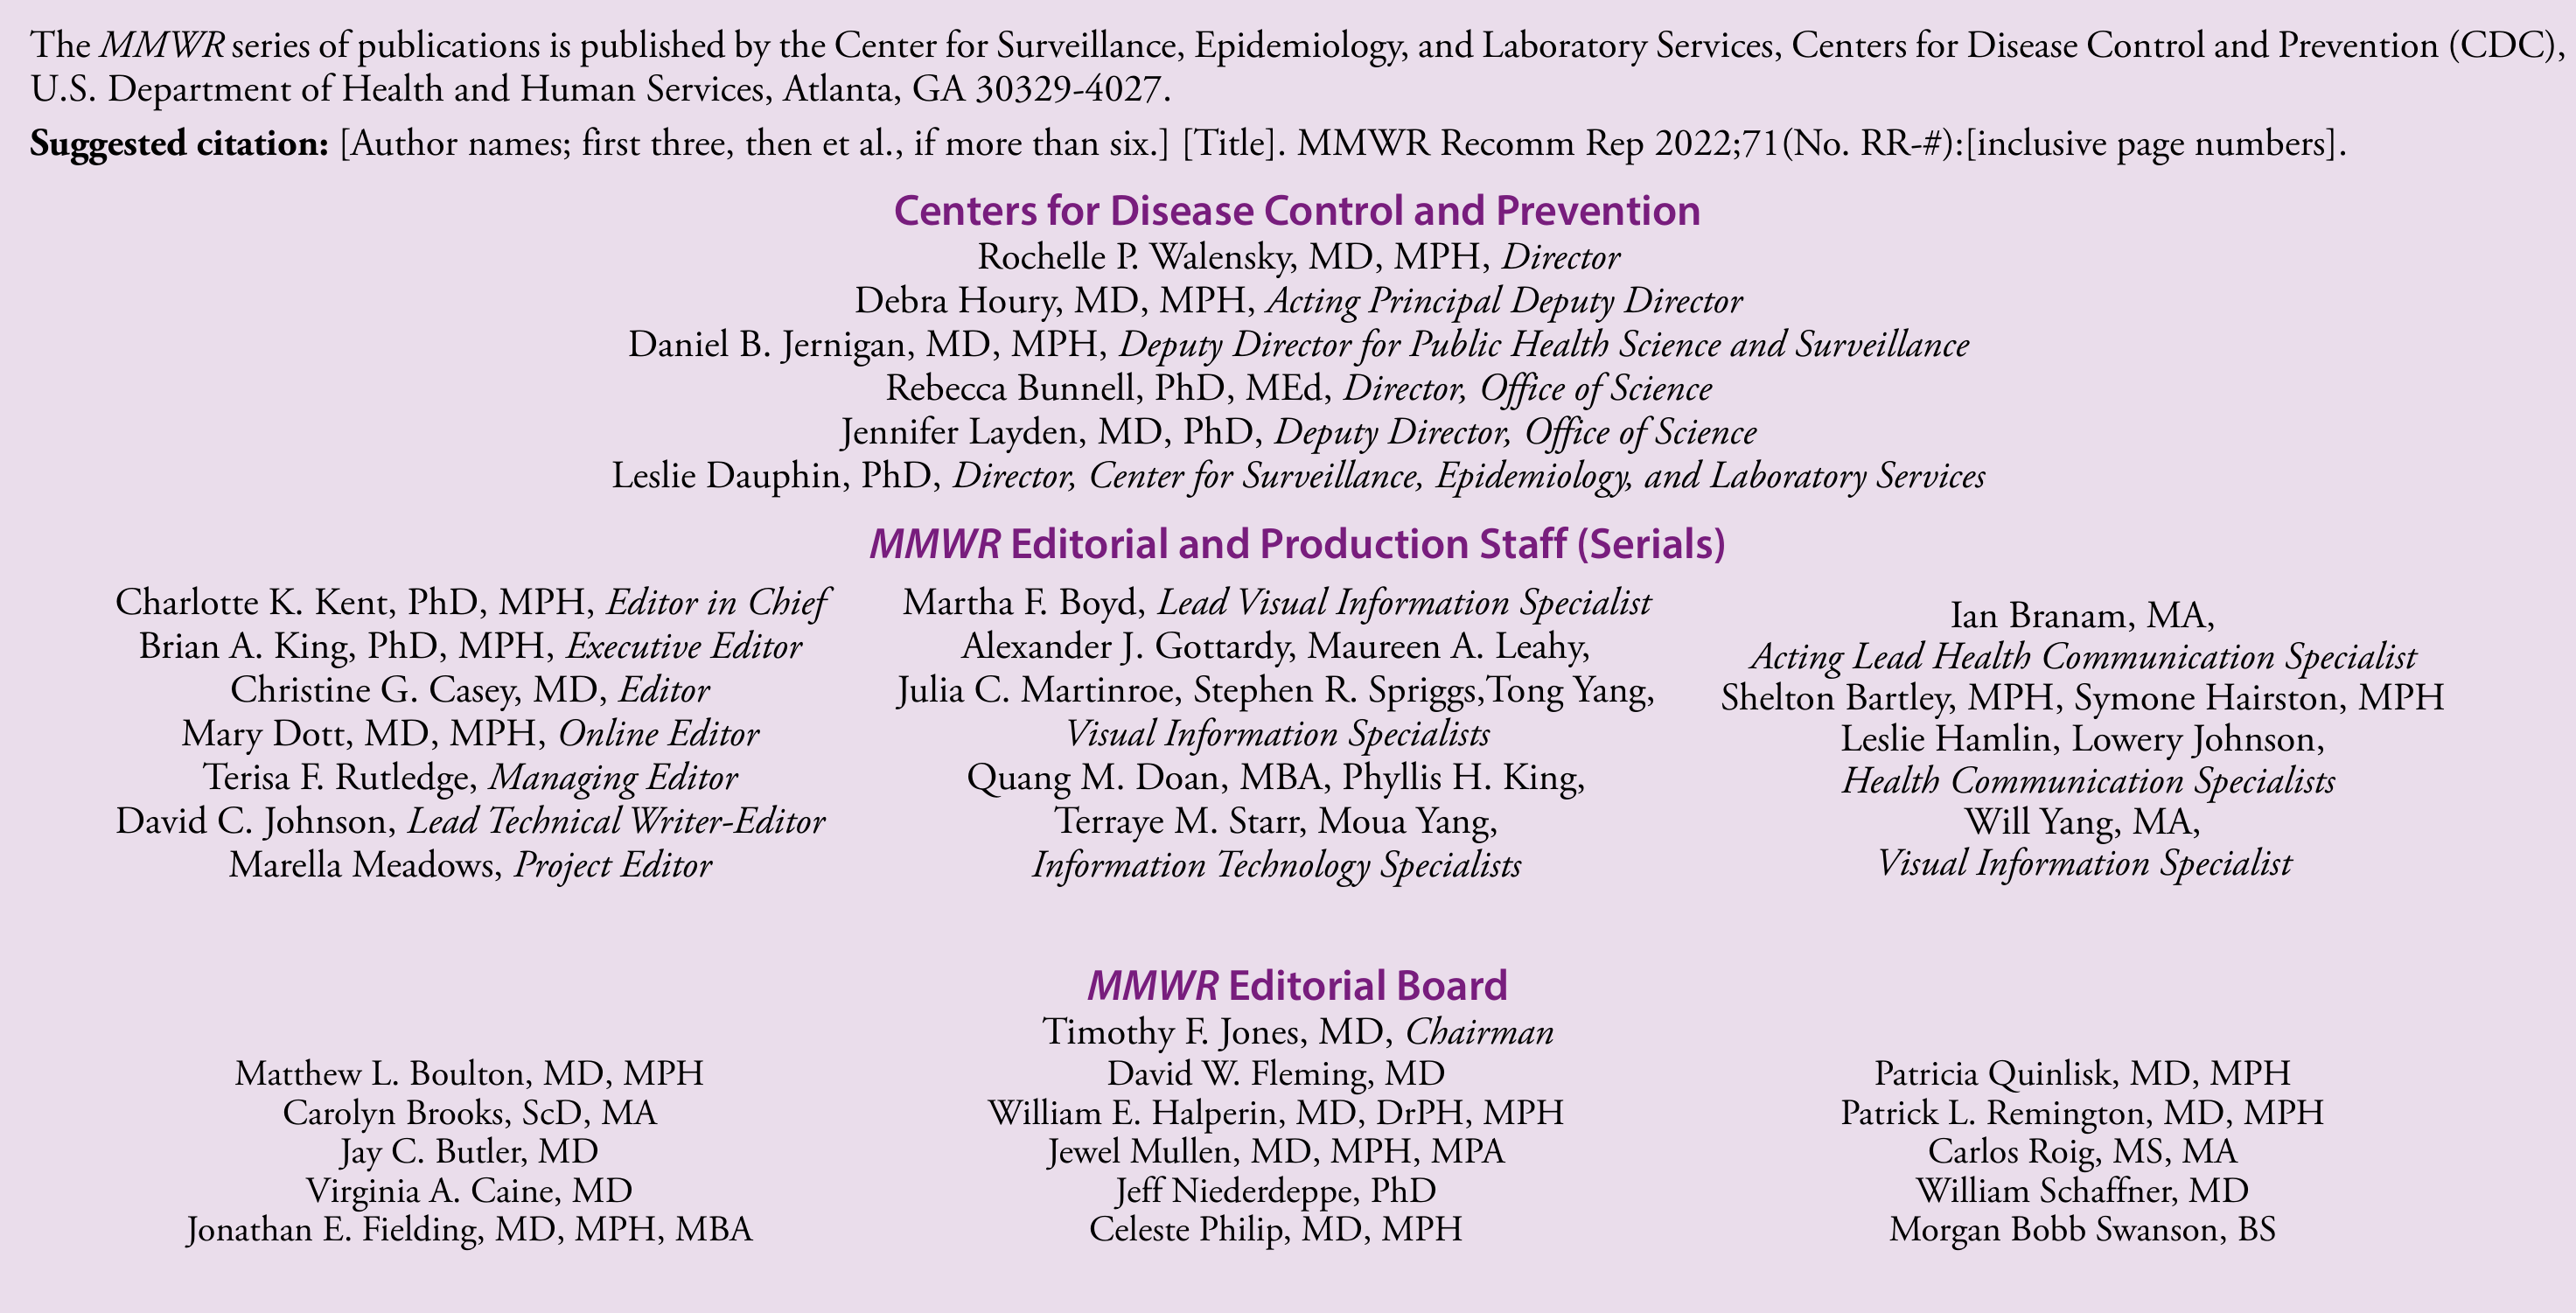 The MMWR series of publications is published by the Center for Surveillance, Epidemiology, and Laboratory Services, Centers for Disease Control and Prevention (CDC),
U.S. Department of Health and Human Services, Atlanta, GA 30329-4027.
Suggested citation: [Author names; first three, then et al., if more than six.] [Title]. MMWR Recomm Rep 2022;71(No. RR-#):[inclusive page numbers].
Centers for Disease Control and Prevention
Rochelle P. Walensky, MD, MPH, Director
Debra Houry, MD, MPH, Acting Principal Deputy Director
Daniel B. Jernigan, MD, MPH, Deputy Director for Public Health Science and Surveillance
Rebecca Bunnell, PhD, MEd, Director, Office of Science
Jennifer Layden, MD, PhD, Deputy Director, Office of Science
Leslie Dauphin, PhD, Director, Center for Surveillance, Epidemiology, and Laboratory Services
MMWR Editorial and Production Staff (Serials)
Charlotte K. Kent, PhD, MPH, Editor in Chief
Brian A. King, PhD, MPH, Executive Editor
Christine G. Casey, MD, Editor
Mary Dott, MD, MPH, Online Editor
Terisa F. Rutledge, Managing Editor
David C. Johnson, Lead Technical Writer-Editor
Marella Meadows, Project Editor
Martha F. Boyd, Lead Visual Information Specialist
Alexander J. Gottardy, Maureen A. Leahy,
Julia C. Martinroe, Stephen R. Spriggs,Tong Yang,
Visual Information Specialists
Quang M. Doan, MBA, Phyllis H. King,
Terraye M. Starr, Moua Yang,
Information Technology Specialists
Ian Branam, MA,
Acting Lead Health Communication Specialist
Shelton Bartley, MPH, Symone Hairston, MPH
Leslie Hamlin, Lowery Johnson,
Health Communication Specialists
Will Yang, MA,
Visual Information Specialist
MMWR Editorial Board
Timothy F. Jones, MD, Chairman
Matthew L. Boulton, MD, MPH
Carolyn Brooks, ScD, MA
Jay C. Butler, MD
Virginia A. Caine, MD
Jonathan E. Fielding, MD, MPH, MBA
David W. Fleming, MD
William E. Halperin, MD, DrPH, MPH
Jewel Mullen, MD, MPH, MPA
Jeff Niederdeppe, PhD
Celeste Philip, MD, MPH
Patricia Quinlisk, MD, MPH
Patrick L. Remington, MD, MPH
Carlos Roig, MS, MA
William Schaffner, MD
Morgan Bobb Swanson, BS